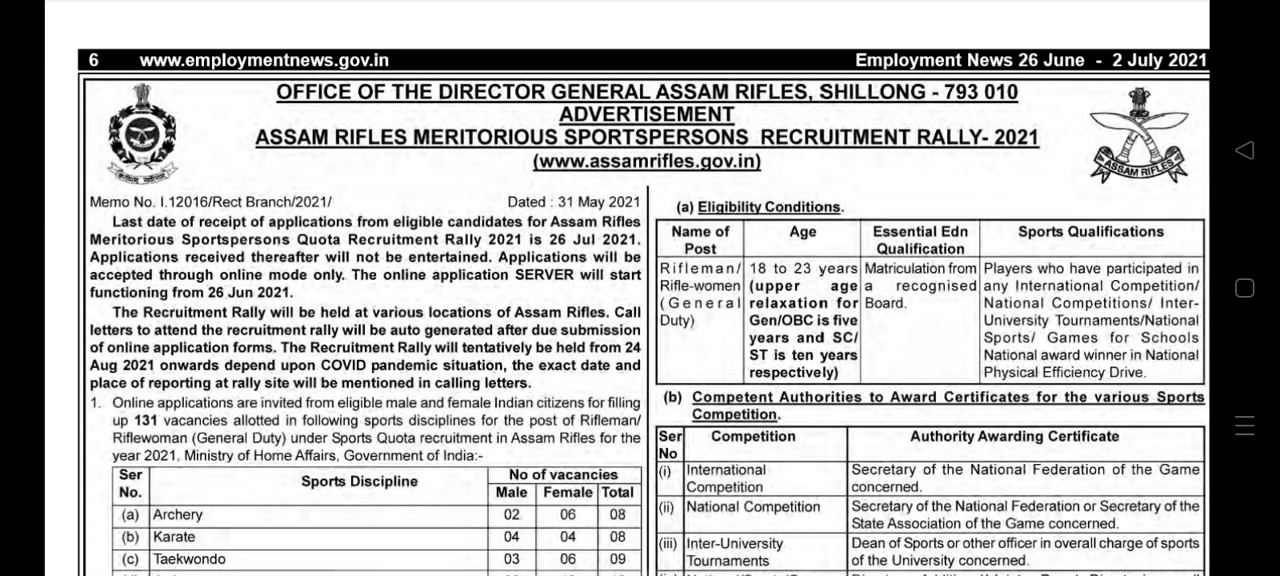 6 www.employmentnews.gov.in Employment News 26 June - 2 July 2021
OFFICE OF THE DIRECTOR GENERAL ASSAM RIFLES, SHILLONG - 793 010
ADVERTISEMENT
ASSAM RIFLES MERITORIOUS SPORTSPERSONS RECRUITMENT RALLY- 2021
(www.assamrifles.gov.in)
ASSAM RIFLES
Memo No. I.12016/Rect Branch/2021/ Dated : 31 May 2021
Last date of receipt of applications from eligible candidates for Assam Rifles
Meritorious Sportspersons Quota Recruitment Rally 2021 is 26 Jul 2021.
Applications received thereafter will not be entertained. Applications will be
accepted through online mode only. The online application SERVER will start
functioning from 26 Jun 2021.
The Recruitment Rally will be held at various locations of Assam Rifles. Call
letters to attend the recruitment rally will be auto generated after due submission
of online application forms. The Recruitment Rally will tentatively be held from 24
Aug 2021 onwards depend upon COVID pandemic situation, the exact date and
place of reporting at rally site will be mentioned in calling letters.
1. Online applications are invited from eligible male and female Indian citizens for filling
up 131 vacancies allotted in following sports disciplines for the post of Rifleman/
Riflewoman (General Duty) under Sports Quota recruitment in Assam Rifles for the
year 2021, Ministry of Home Affairs, Government of India:-
Ser Sports Discipline No of vacancies
No. Male Female Total
(a) Archery 02 06 08
(b) Karate 04 04 08
(c) Taekwondo 03 06 09
(a) Eligibility Conditions.
Name of Age Essential Edn Sports Qualifications
Post Qualification
Rifleman/ 18 to 23 years Matriculation from Players who have participated in
Rifle-women (upper age a recognised any International Competition/
(General relaxation for Board. National Competitions/ Inter-
Duty) Gen/OBC is five University Tournaments/National
years and SC/ Sports/ Games for Schools
ST is ten years National award winner in National
respectively) Physical Efficiency Drive.
(b) Competent Authorities to Award Certificates for the various Sports
Competition.
Ser Competition Authority Awarding Certificate
No
(i) International Secretary of the National Federation of the Game
Competition concerned.
(ii) National Competition Secretary of the National Federation or Secretary of the
State Association of the Game concerned.
(iii) Inter-University Dean of Sports or other officer in overall charge of sports
Tournaments of the University concerned.